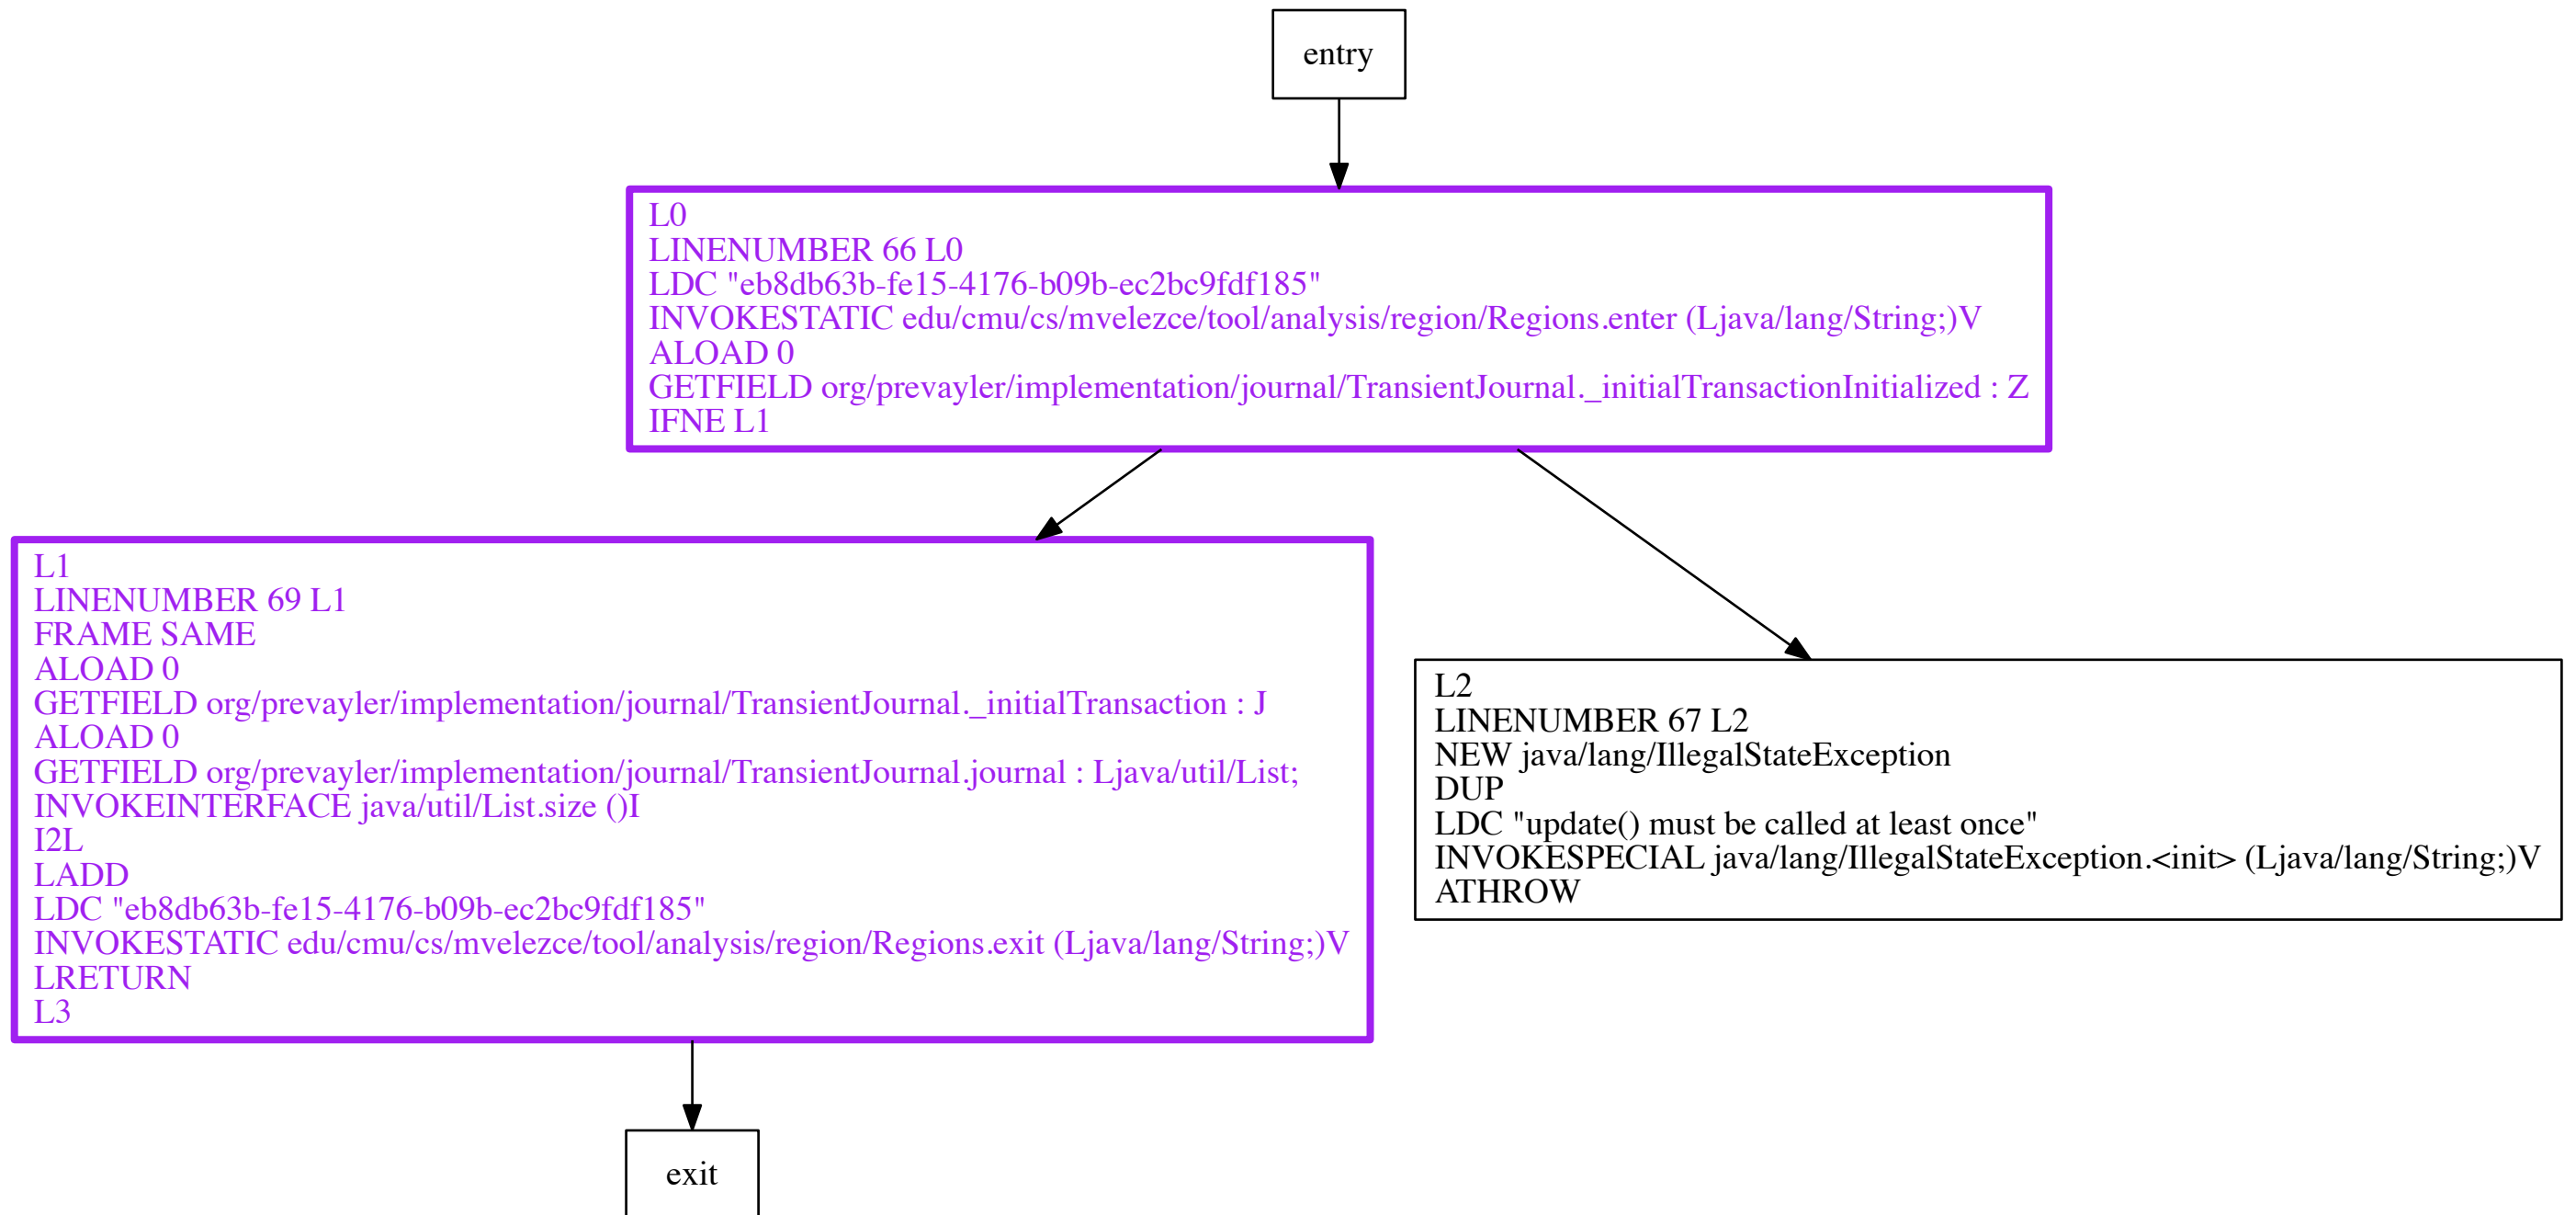 entry
L0
LINENUMBER 66 L0
LDC "eb8db63b-fe15-4176-b09b-ec2bc9fdf185"
INVOKESTATIC edu/cmu/cs/mvelezce/tool/analysis/region/Regions.enter (Ljava/lang/String;)V
ALOAD 0
GETFIELD org/prevayler/implementation/journal/TransientJournal._initialTransactionInitialized : Z
IFNE L1
L1
LINENUMBER 69 L1
FRAME SAME
ALOAD 0
GETFIELD org/prevayler/implementation/journal/TransientJournal._initialTransaction : J
ALOAD 0
GETFIELD org/prevayler/implementation/journal/TransientJournal.journal : Ljava/util/List;
INVOKEINTERFACE java/util/List.size ()I
I2L
LADD
LDC "eb8db63b-fe15-4176-b09b-ec2bc9fdf185"
INVOKESTATIC edu/cmu/cs/mvelezce/tool/analysis/region/Regions.exit (Ljava/lang/String;)V
LRETURN
L3
L2
LINENUMBER 67 L2
NEW java/lang/IllegalStateException
DUP
LDC "update() must be called at least once"
INVOKESPECIAL java/lang/IllegalStateException.<init> (Ljava/lang/String;)V
ATHROW
exit